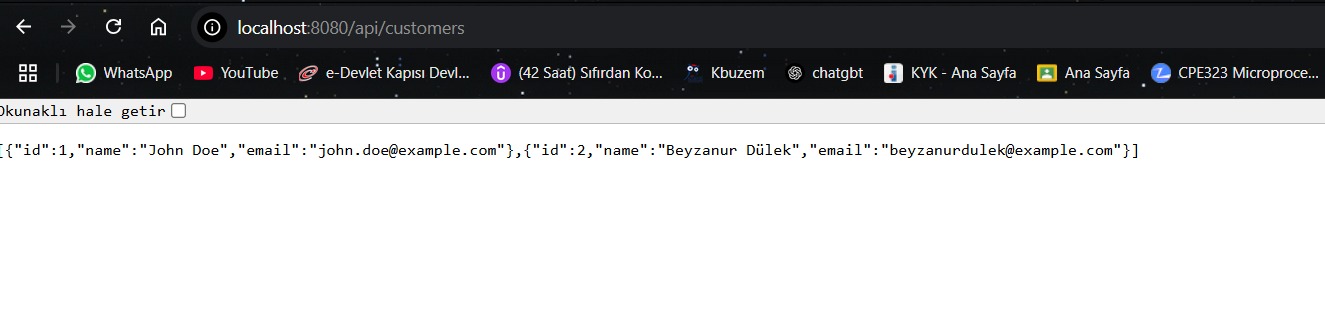 localhost:8080/api/customers
WhatsApp YouTube e-Devlet Kapısı Devl... (42 Saat) Sıfırdan Ko... Kbuzem chatgbt KYK - Ana Sayfa Ana Sayfa CPE323 Microproce...
Okunaklı hale getir
[{"id":1,"name":"John Doe","email":"john.doe@example.com"},{"id":2,"name":"Beyzanur Dülek","email":"beyzanurdulek@example.com"}]